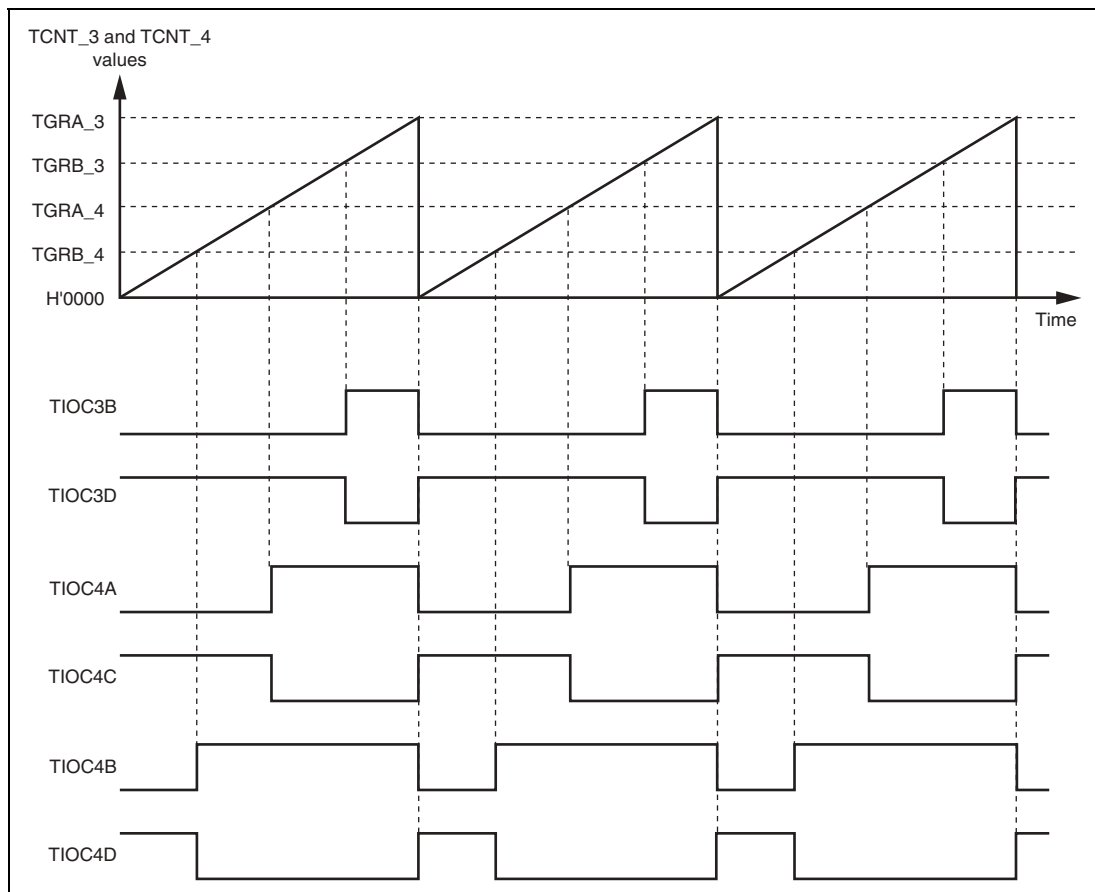 TCNT_3 and TCNT_4
values
TGRA_3
TGRB_3
TGRA_4
TGRB_4
H'0000
Time
TIOC3B
TIOC3D
TIOC4A
TIOC4C
TIOC4B
TIOC4D